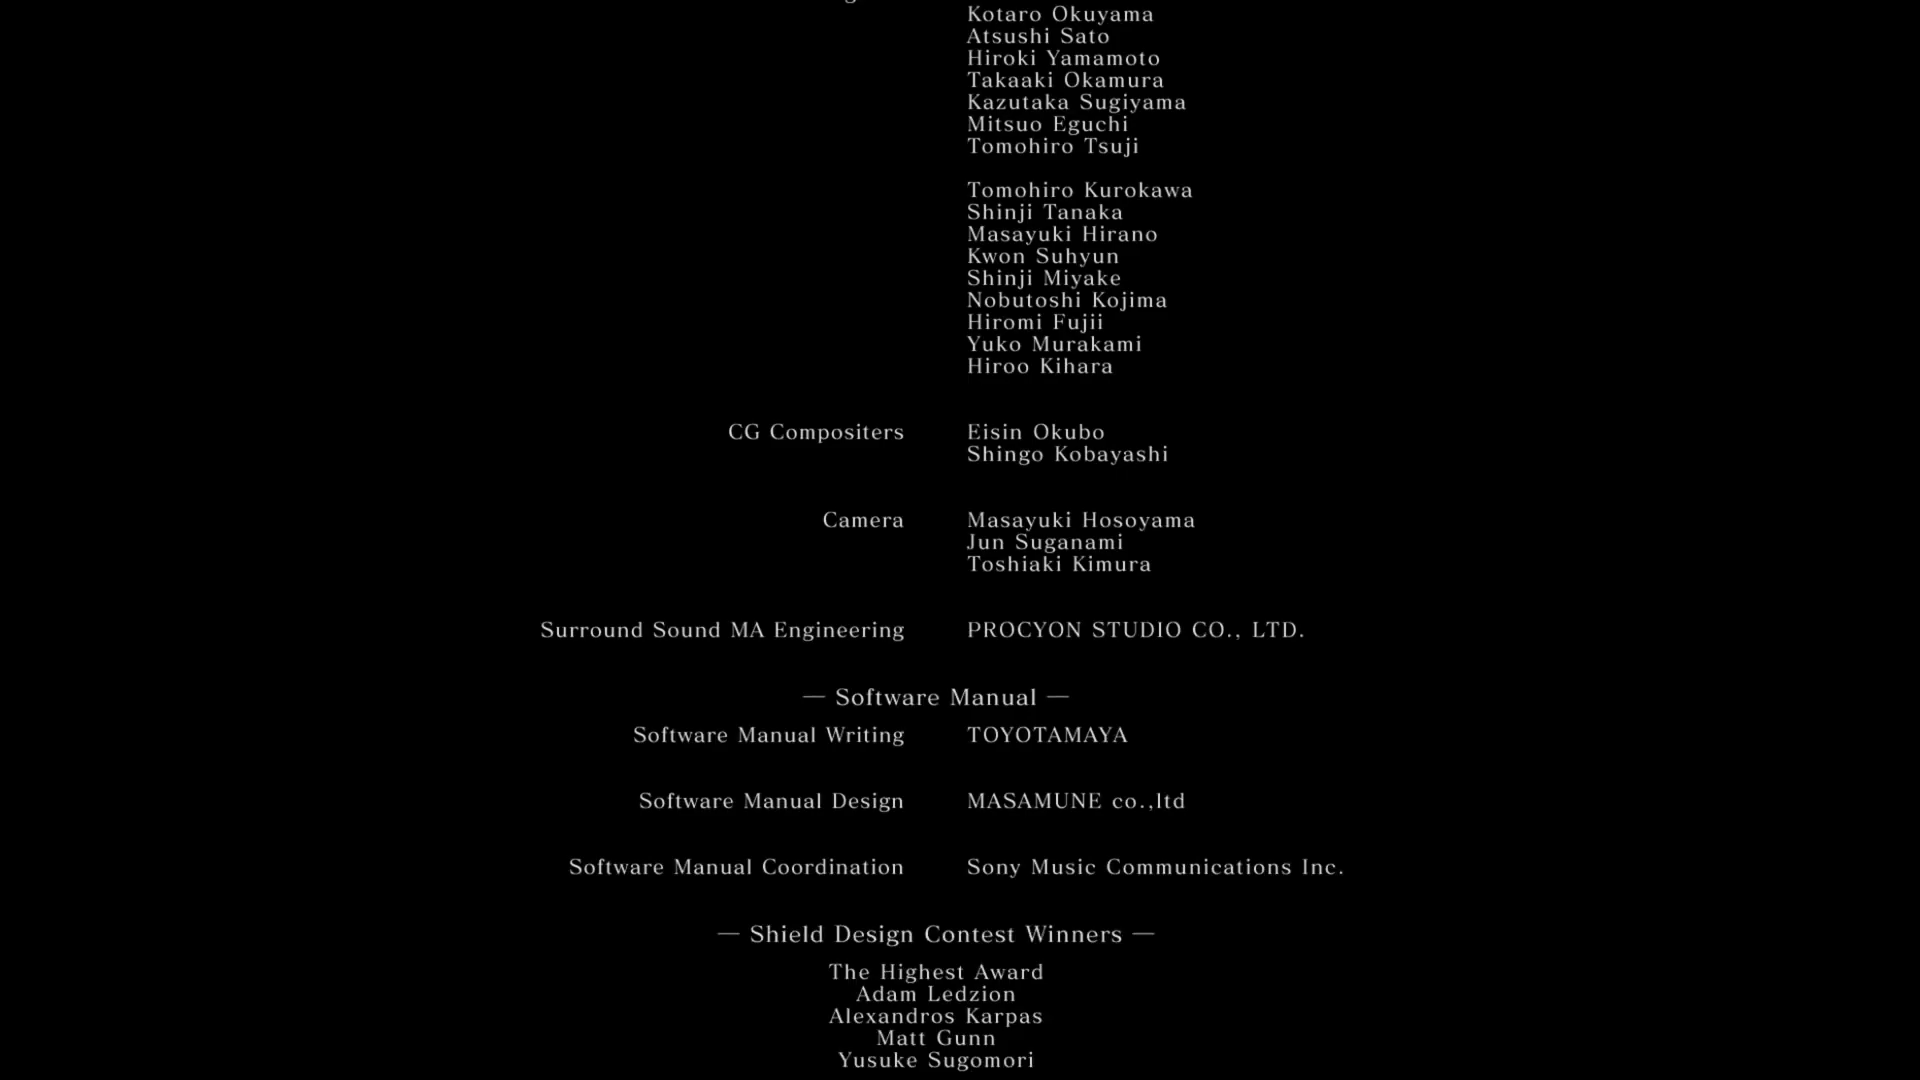 Kotaro Okuyama
Atsushi Sato
Hiroki Yamamoto
Takaaki Okamura
Kazutaka Sugiyama
Mitsuo Eguchi
Tomohiro Tsuji
Tomohiro Kurokawa
Shinji Tanaka
Masayuki Hirano
Kwon Suhyun
Shinji Miyake
Nobutoshi Kojima
Hiromi Fujii
Yuko Murakami
Hiroo Kihara
CG Compositers Eisin Okubo
Shingo Kobayashi
Camera Masayuki Hosoyama
Jun Suganami
Toshiaki Kimura
Surround Sound MA Engineering PROCYON STUDIO CO., LTD.
— Software Manual —
Software Manual Writing TOYOTAMAYA
Software Manual Design MASAMUNE co.,ltd
Software Manual Coordination Sony Music Communications Inc.
— Shield Design Contest Winners —
The Highest Award
Adam Ledzion
Alexandros Karpas
Matt Gunn
Yusuke Sugomori